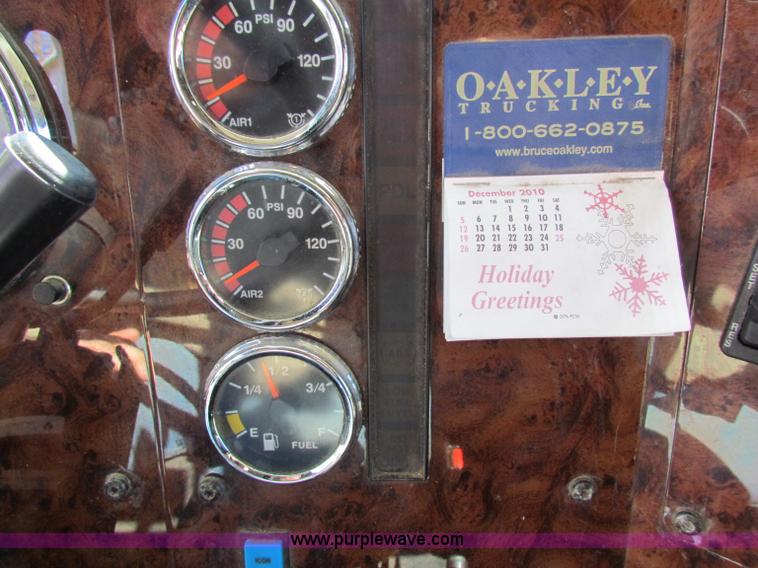 60 PSI 90
30
120
AIR1
60 PSI 90
30
120
AIR2
1/4 1/2 3/4
E F
FUEL
O·A·K·L·E·Y
TRUCKING Inc.
1-800-662-0875
www.bruceoakley.com
December 2010
SUN MON TUE WED THU FRI SAT
1 2 3 4
5 6 7 8 9 10 11
12 13 14 15 16 17 18
19 20 21 22 23 24 25
26 27 28 29 30 31
Holiday
Greetings
RES
ICON
www.purplewave.com